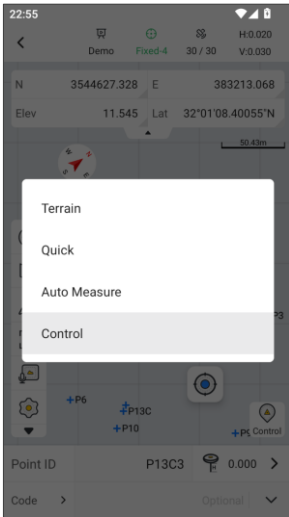 22:55
Demo Fixed-4 30 / 30 H:0.020 V:0.030
N 3544627.328 E 383213.068
Elev 11.545 Lat 32°01'08.40055"N
50.43m
Terrain
Quick
Auto Measure
Control
P3
P6
P13C
P10
Control
Point ID P13C3 0.000
Code Optional